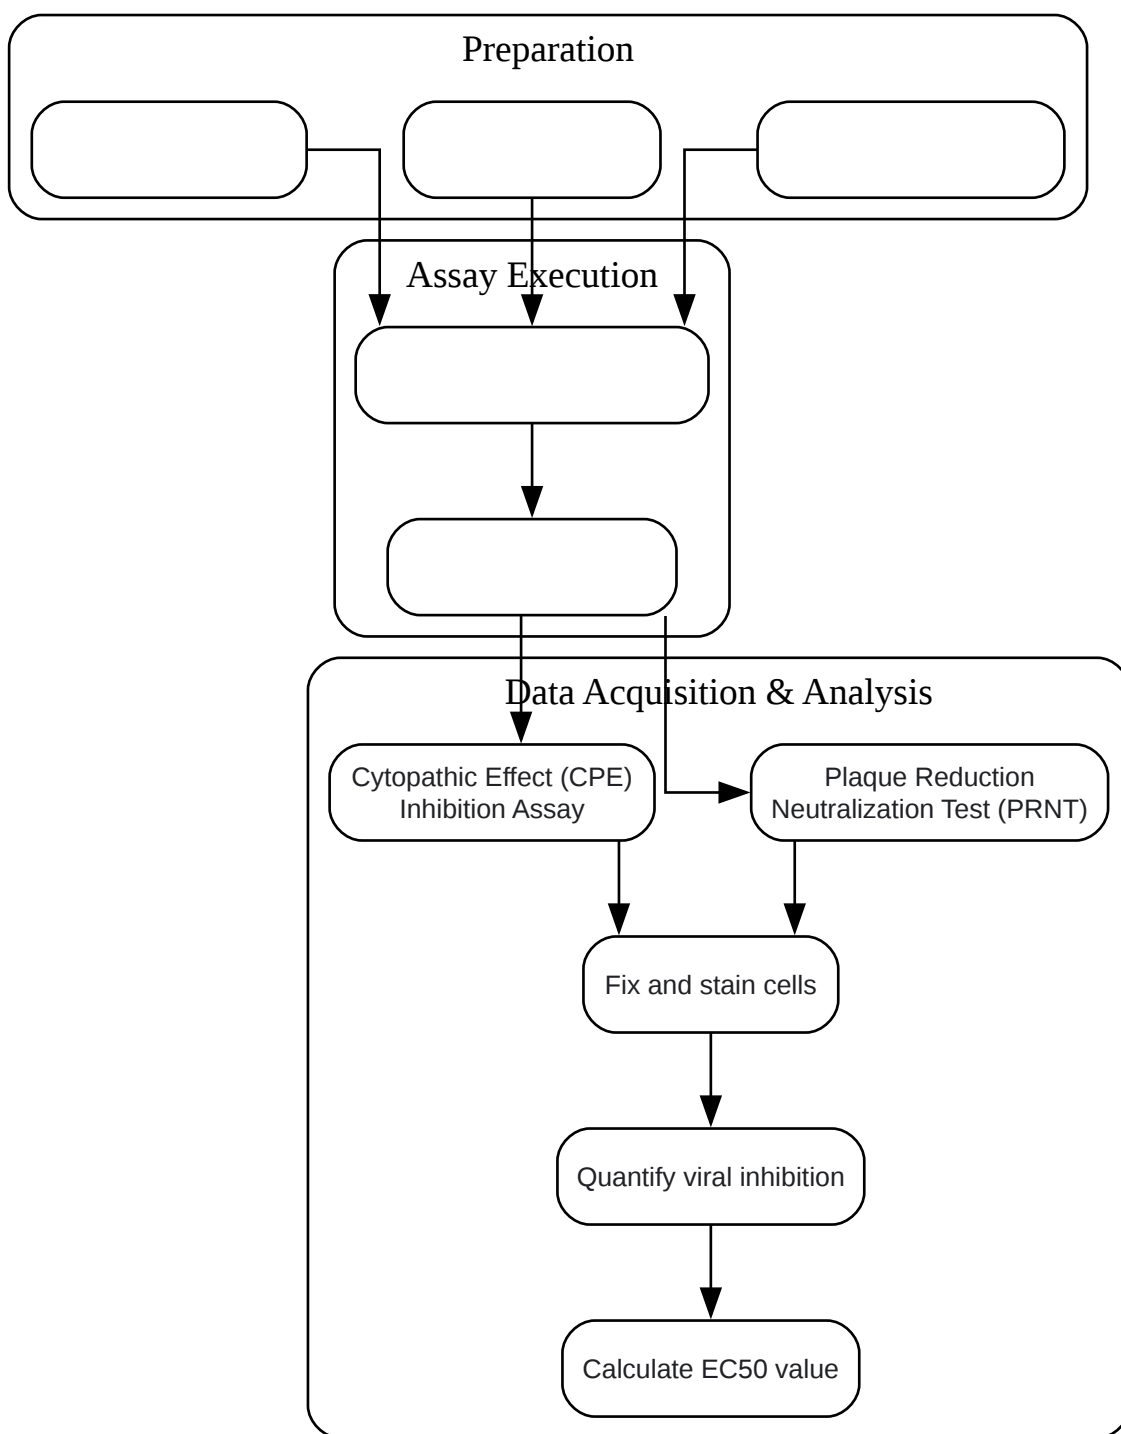 Preparation
Assay Execution
Data Acquisition & Analysis
Cytopathic Effect (CPE)
Inhibition Assay
Plaque Reduction
Neutralization Test (PRNT)
Fix and stain cells
Quantify viral inhibition
Calculate EC50 value